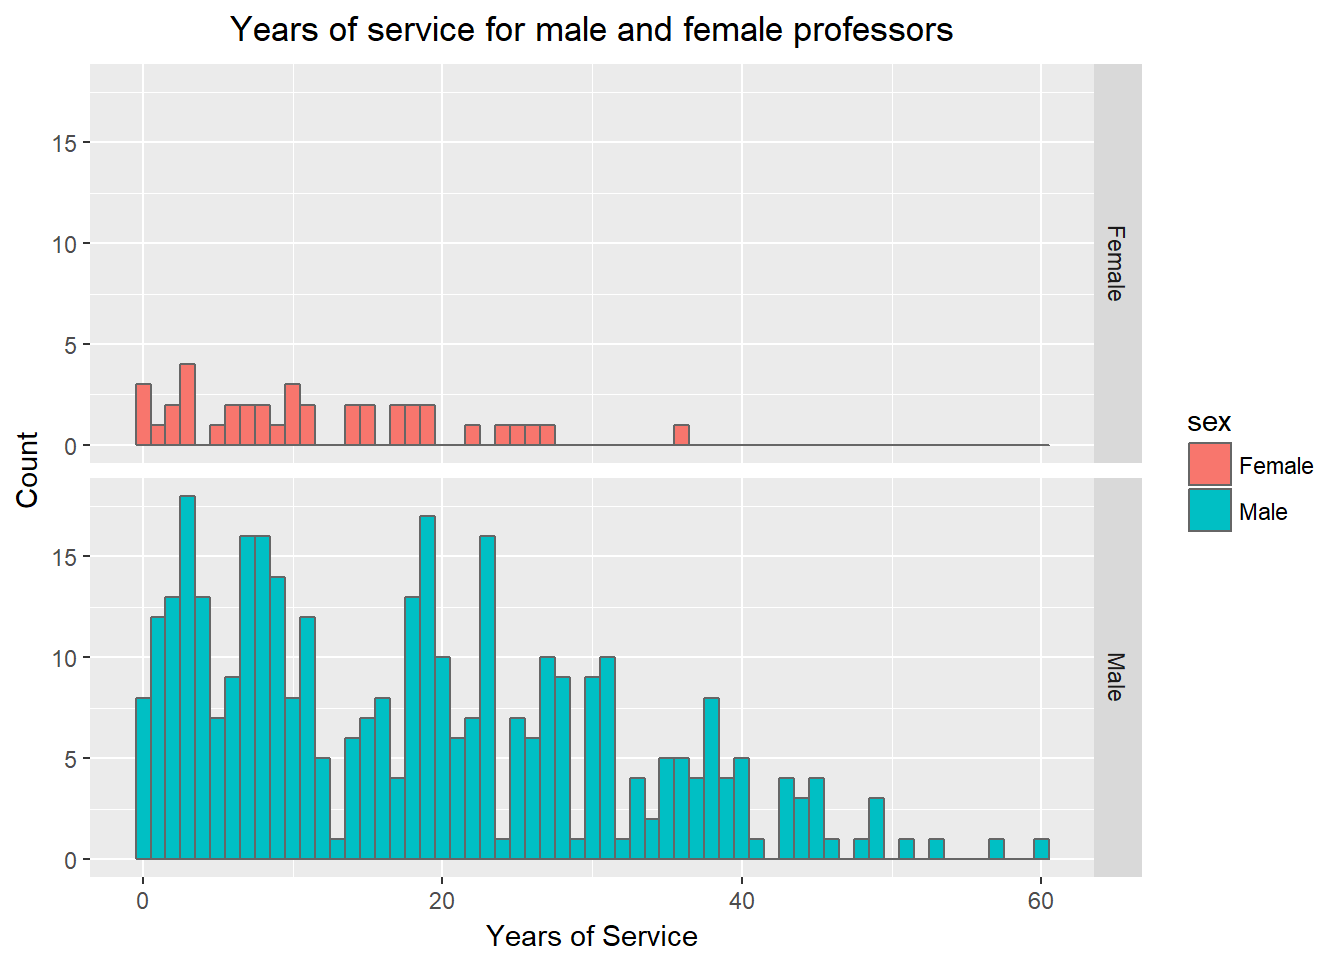 Years of service for male and female professors
15
10
5
0
Female
15
10
5
0
Male
Count
0 20 40 60
Years of Service
sex
Female
Male